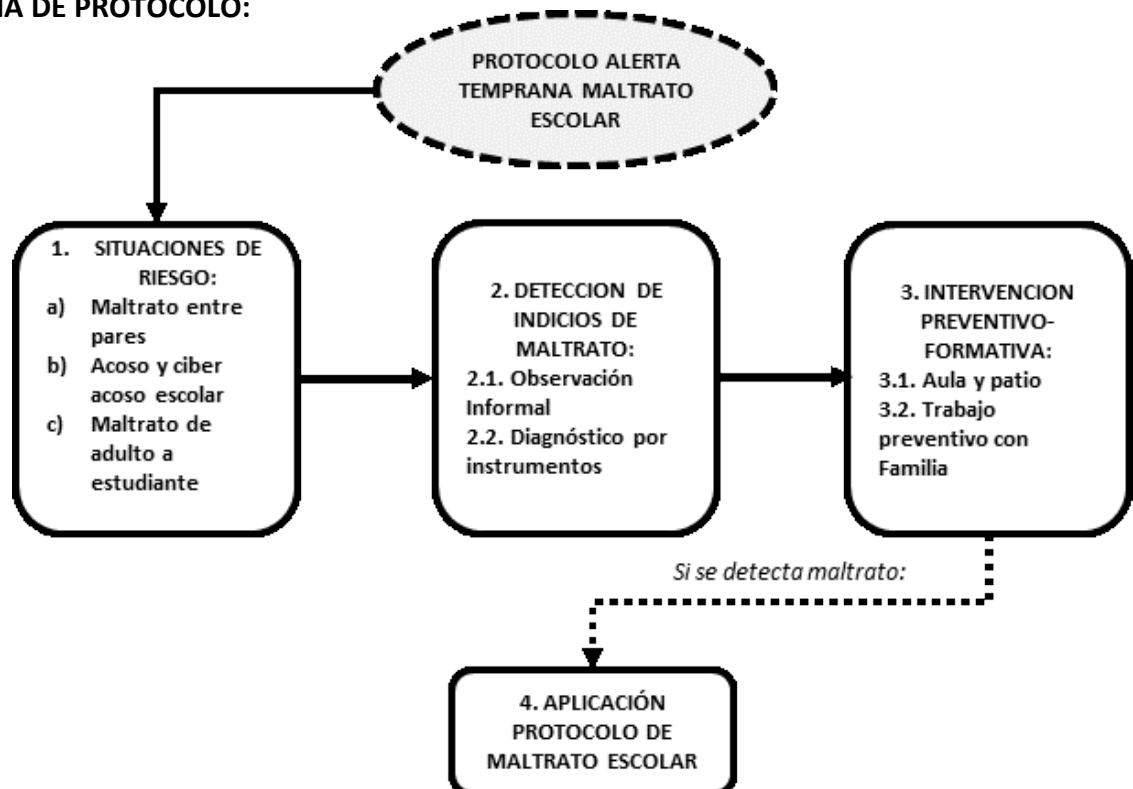 DE PROTOCOLO:
PROTOCOLO ALERTA
TEMPRANA MALTRATO
ESCOLAR
1. SITUACIONES DE
RIESGO:
a) Maltrato entre
pares
b) Acoso y ciber
acoso escolar
c) Maltrato de
adulto a
estudiante
2. DETECCION DE
INDICIOS DE
MALTRATO:
2.1. Observación
Informal
2.2. Diagnóstico por
instrumentos
3. INTERVENCION
PREVENTIVO-
FORMATIVA:
3.1. Aula y patio
3.2. Trabajo
preventivo con
Familia
Si se detecta maltrato:
4. APLICACIÓN
PROTOCOLO DE
MALTRATO ESCOLAR